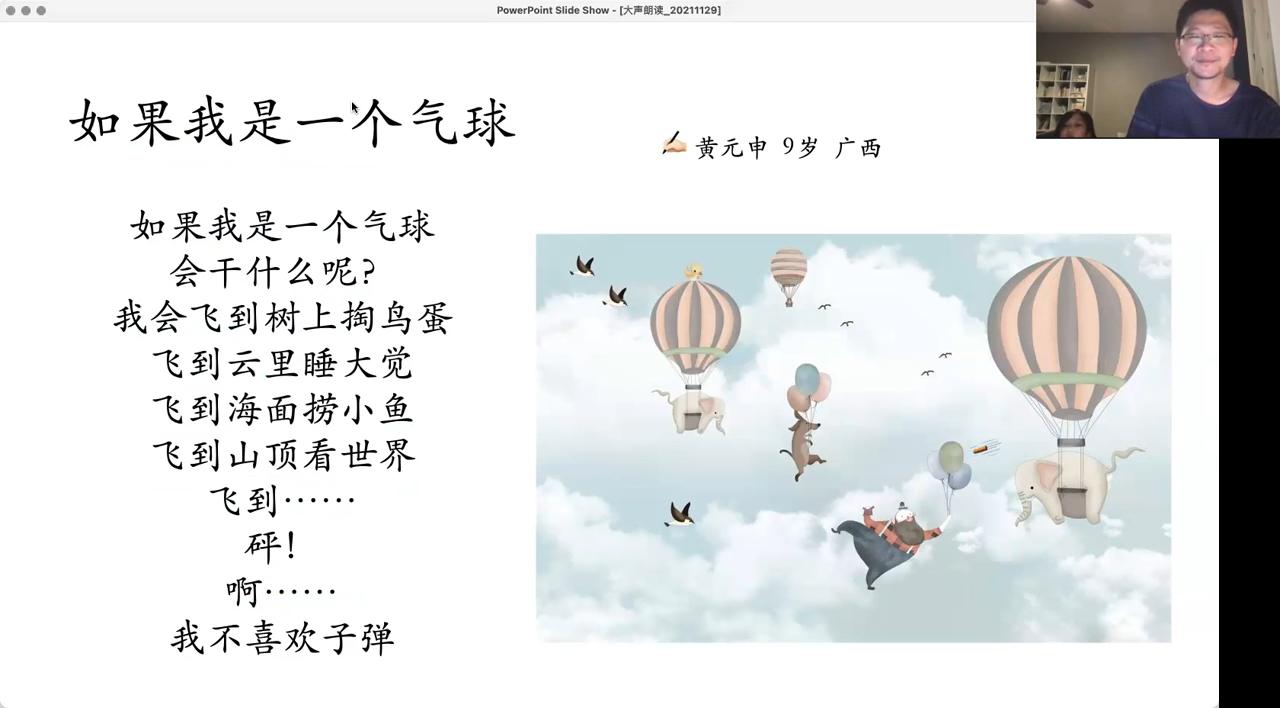 PowerPoint Slide Show - [大声朗读_20211129]
如果我是一个气球
黄元申 9岁 广西
如果我是一个气球
会干什么呢?
我会飞到树上掏鸟蛋
飞到云里睡大觉
飞到海面捞小鱼
飞到山顶看世界
飞到……
砰!
啊……
我不喜欢子弹